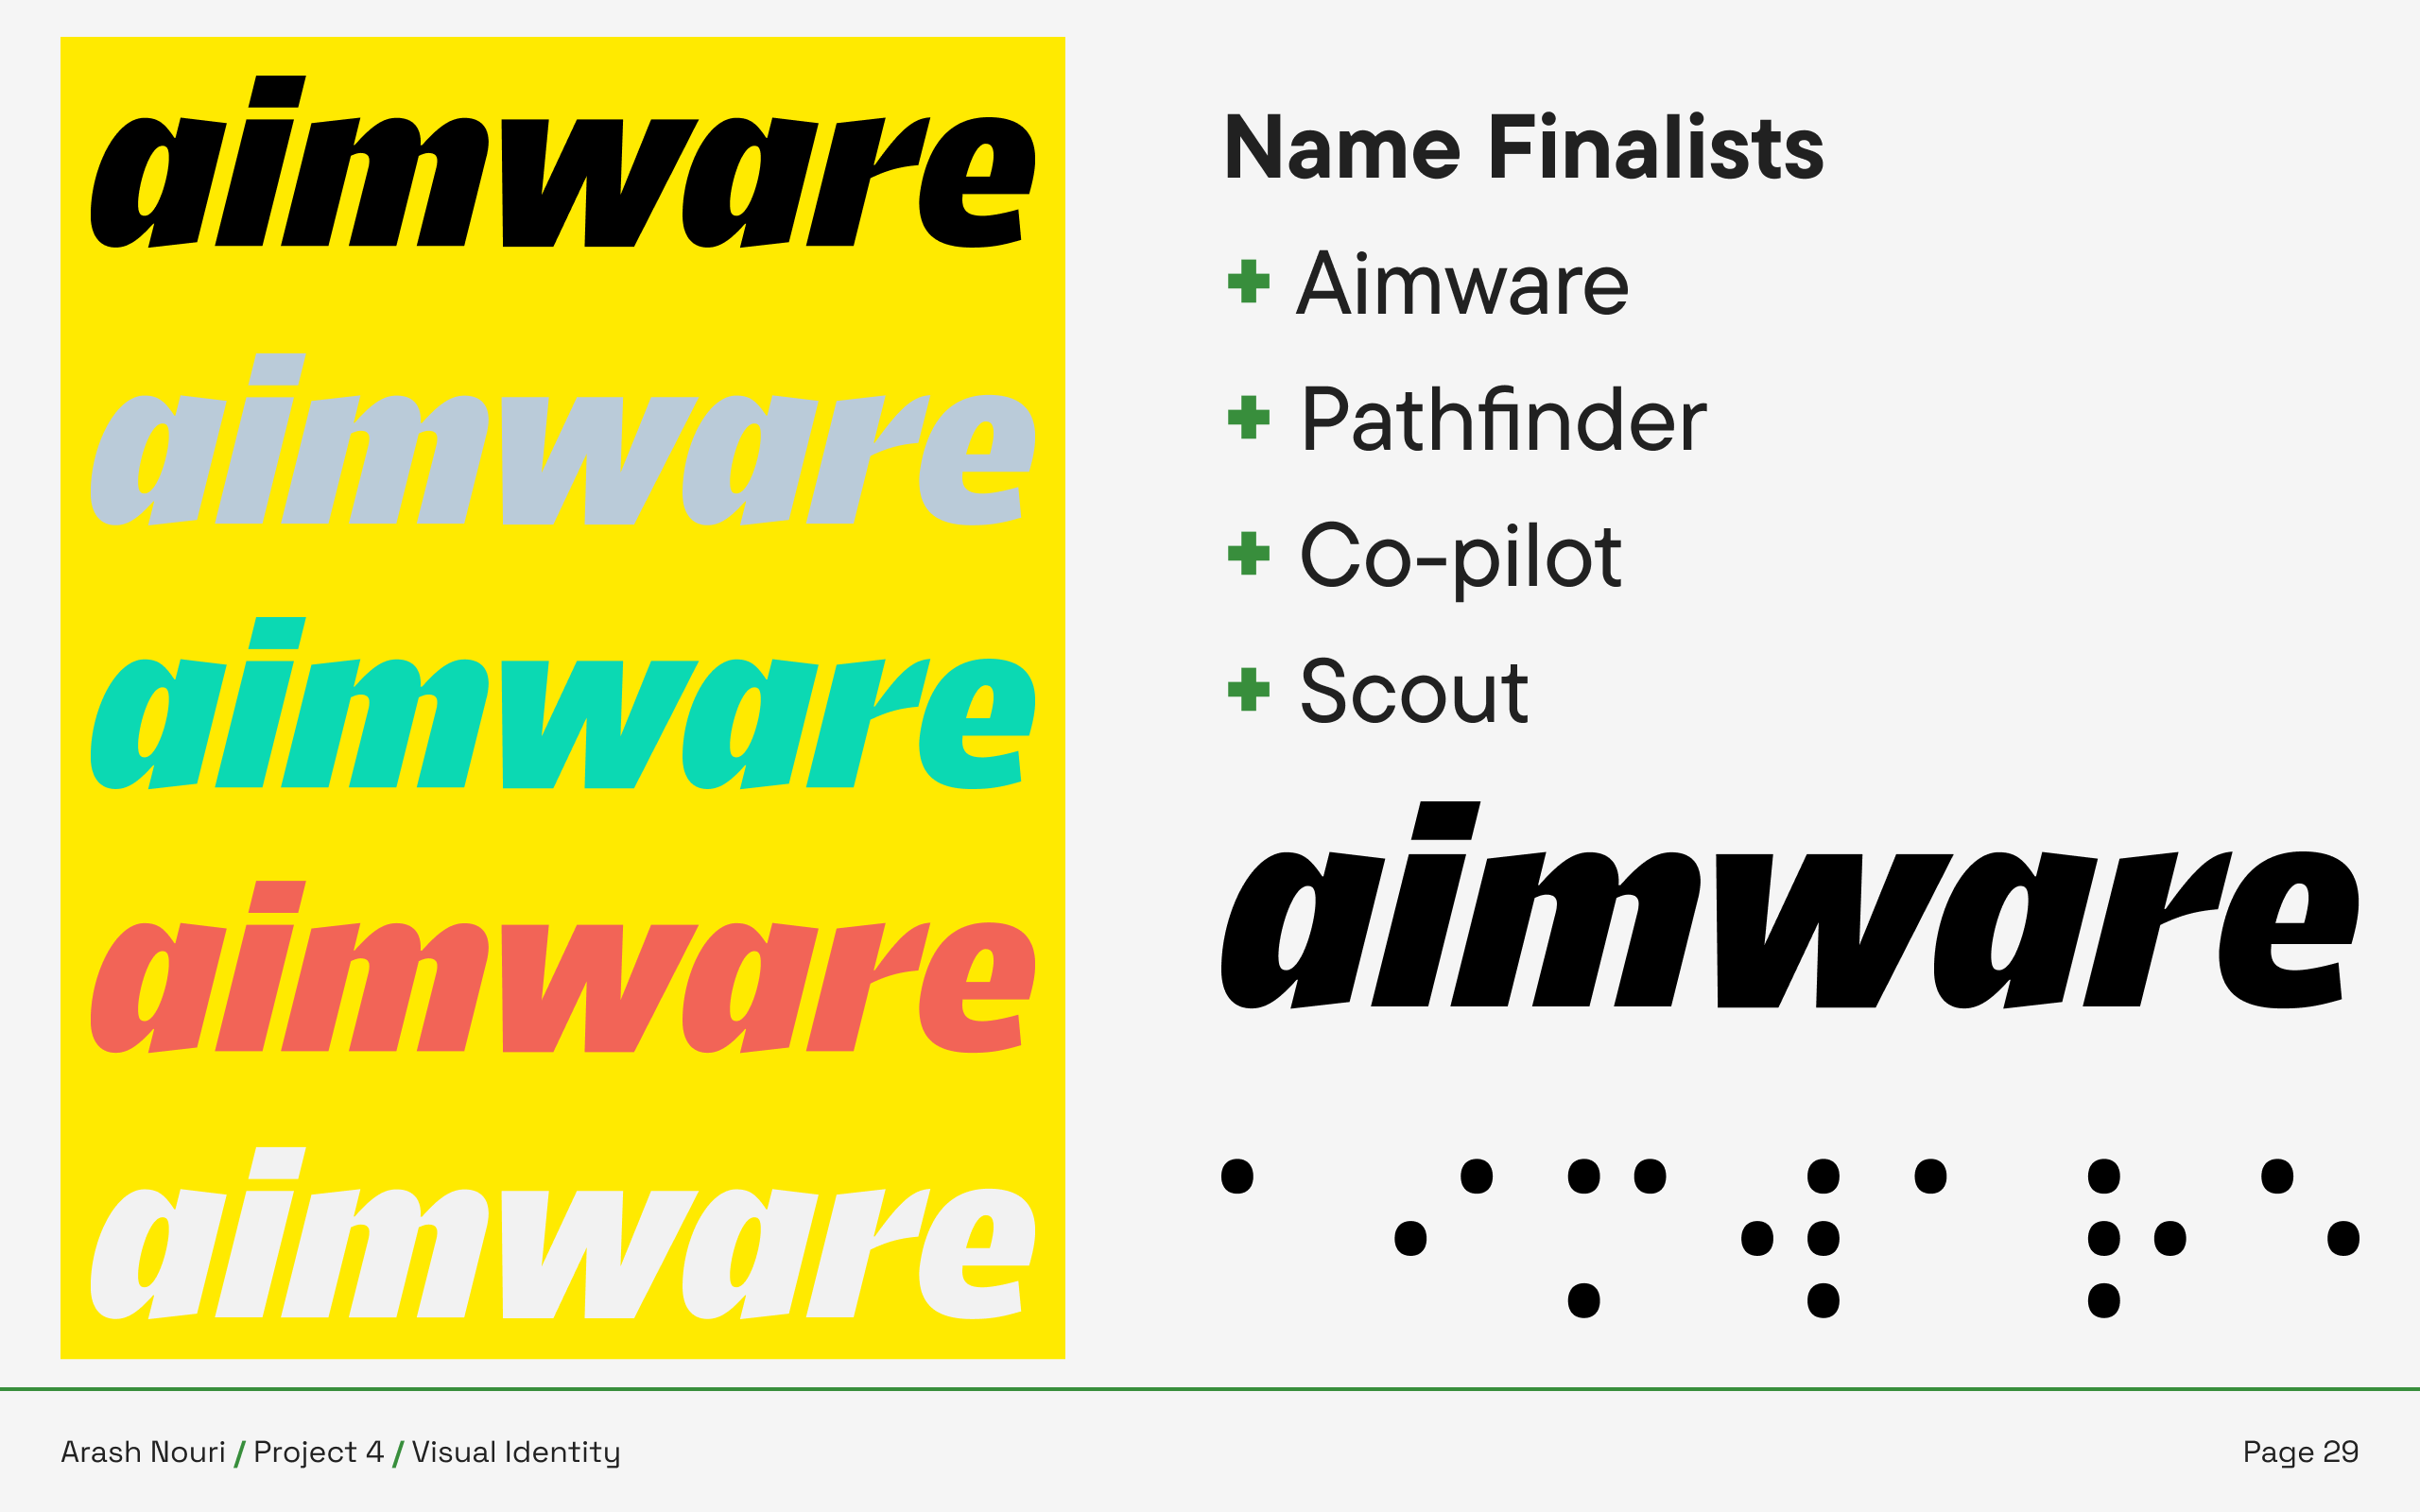 aimware
aimware
aimware
aimware
aimware
Name Finalists
+ Aimware
+ Pathfinder
+ Co-pilot
+ Scout
aimware
⠁⠊⠍⠺⠁⠗⠑
Arash Nouri / Project 4 / Visual Identity
Page 29